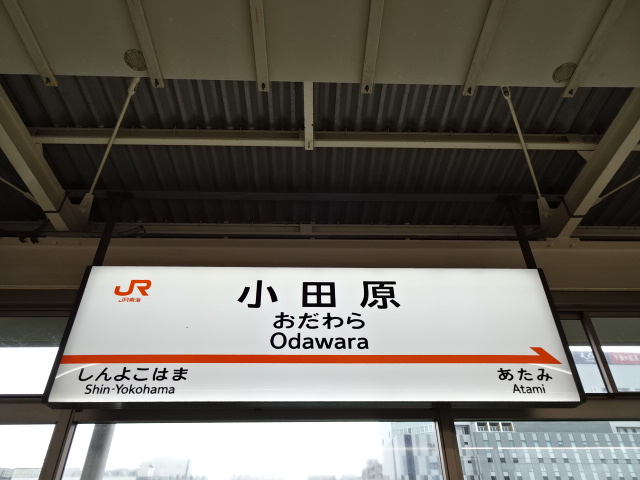 JR
JR東海
小田原
おだわら
Odawara
しんよこはま
Shin-Yokohama
あたみ
Atami